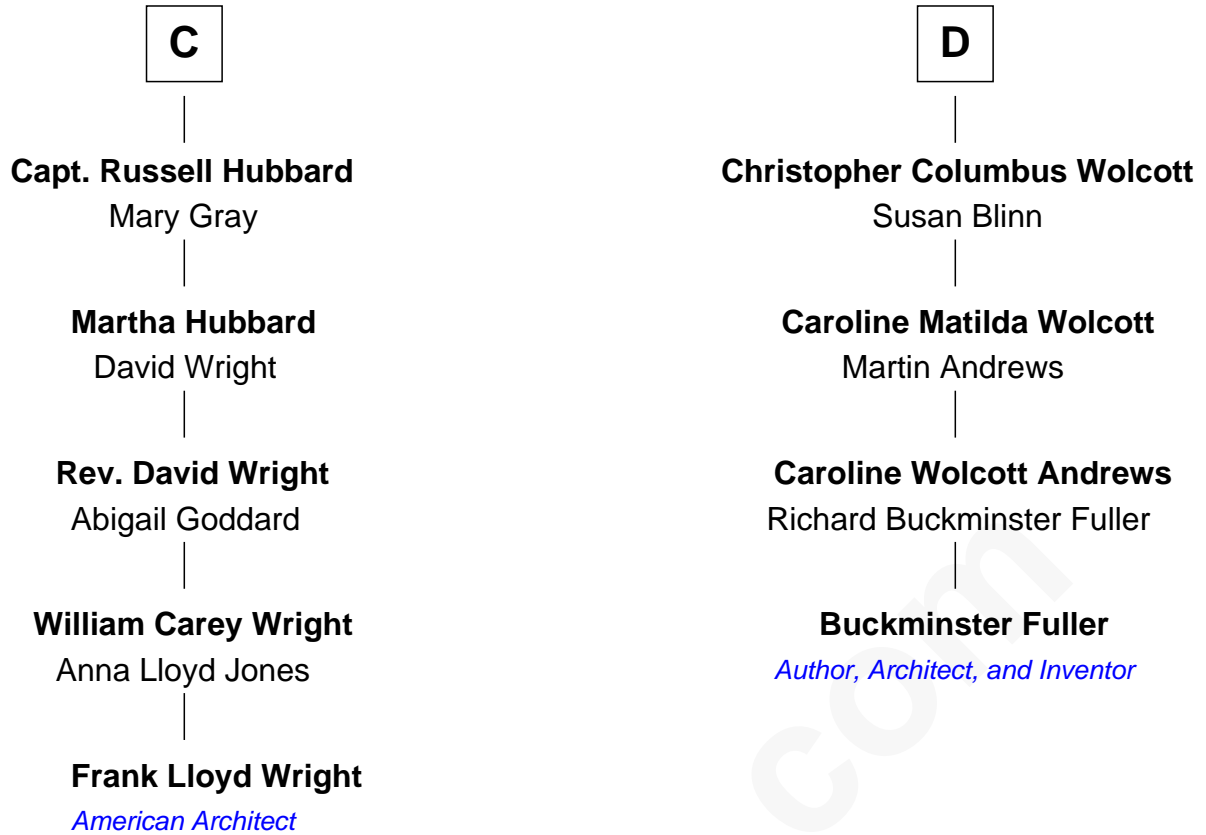 C
Capt. Russell Hubbard
Mary Gray
Martha Hubbard
David Wright
Rev. David Wright
Abigail Goddard
William Carey Wright
Anna Lloyd Jones
Frank Lloyd Wright
American Architect
D
Christopher Columbus Wolcott
Susan Blinn
Caroline Matilda Wolcott
Martin Andrews
Caroline Wolcott Andrews
Richard Buckminster Fuller
Buckminster Fuller
Author, Architect, and Inventor
com